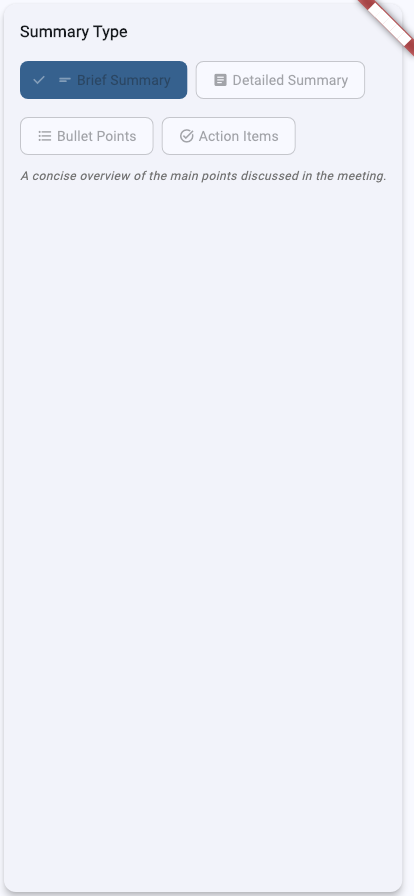 Summary Type
Brief Summary
Detailed Summary
Bullet Points
Action Items
A concise overview of the main points discussed in the meeting.